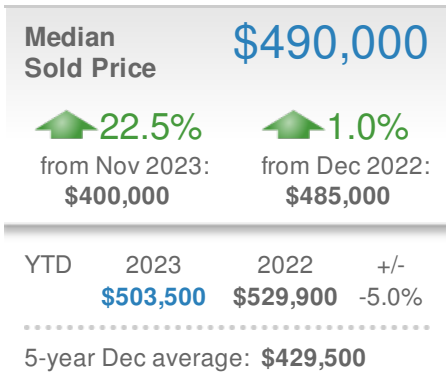 Median
Sold Price
$490,000
22.5% 1.0%
from Nov 2023: from Dec 2022:
$400,000 $485,000
YTD 2023 2022 +/-
$503,500 $529,900 -5.0%
5-year Dec average: $429,500